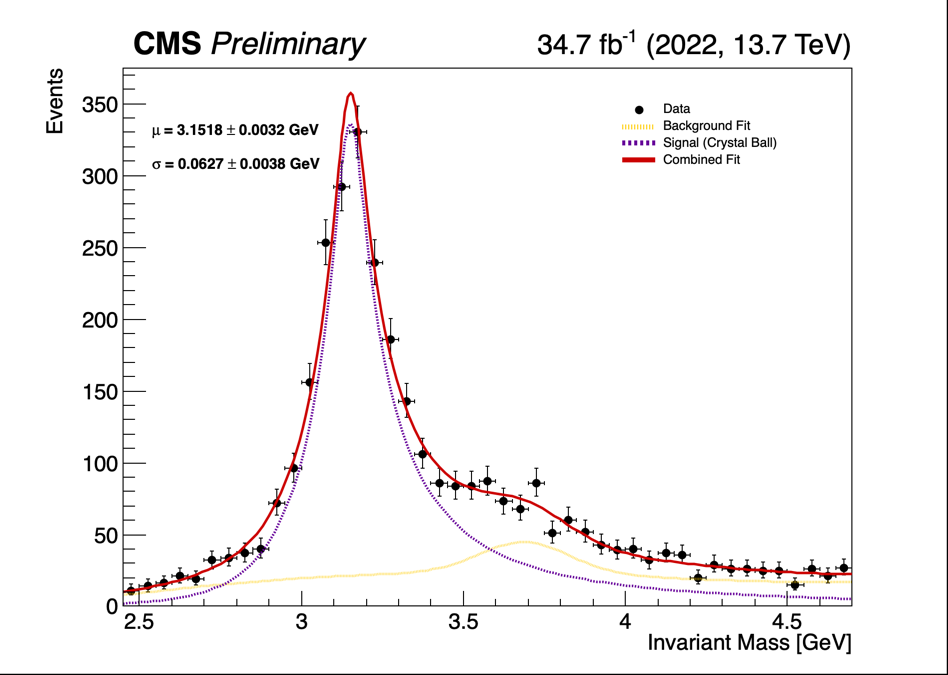 CMS Preliminary
34.7 fb⁻¹ (2022, 13.7 TeV)
Events
350
300
250
200
150
100
50
0
μ = 3.1518 ± 0.0032 GeV
σ = 0.0627 ± 0.0038 GeV
Data
Background Fit
Signal (Crystal Ball)
Combined Fit
2.5 3 3.5 4 4.5
Invariant Mass [GeV]